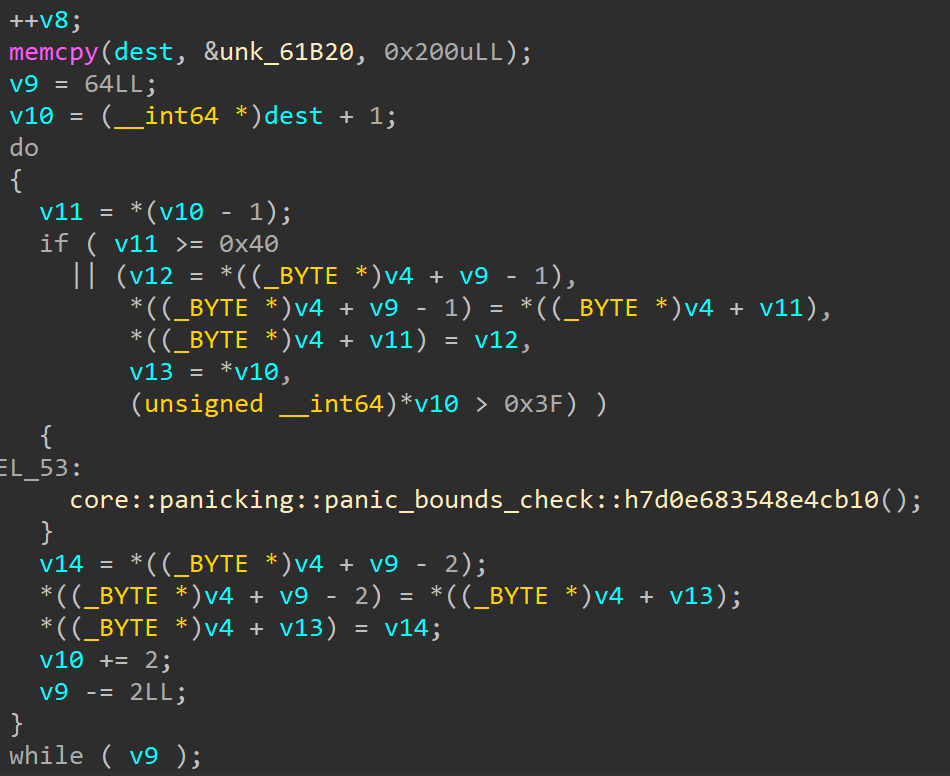 ++v8;
memcpy(dest, &unk_61B20, 0x200uLL);
v9 = 64LL;
v10 = (__int64 *)dest + 1;
do
{
v11 = *(v10 - 1);
if ( v11 >= 0x40
|| (v12 = *((_BYTE *)v4 + v9 - 1),
*((_BYTE *)v4 + v9 - 1) = *((_BYTE *)v4 + v11),
*((_BYTE *)v4 + v11) = v12,
v13 = *v10,
(unsigned __int64)*v10 > 0x3F) )
{
EL_53:
core::panicking::panic_bounds_check::h7d0e683548e4cb10();
}
v14 = *((_BYTE *)v4 + v9 - 2);
*((_BYTE *)v4 + v9 - 2) = *((_BYTE *)v4 + v13);
*((_BYTE *)v4 + v13) = v14;
v10 += 2;
v9 -= 2LL;
}
while ( v9 );